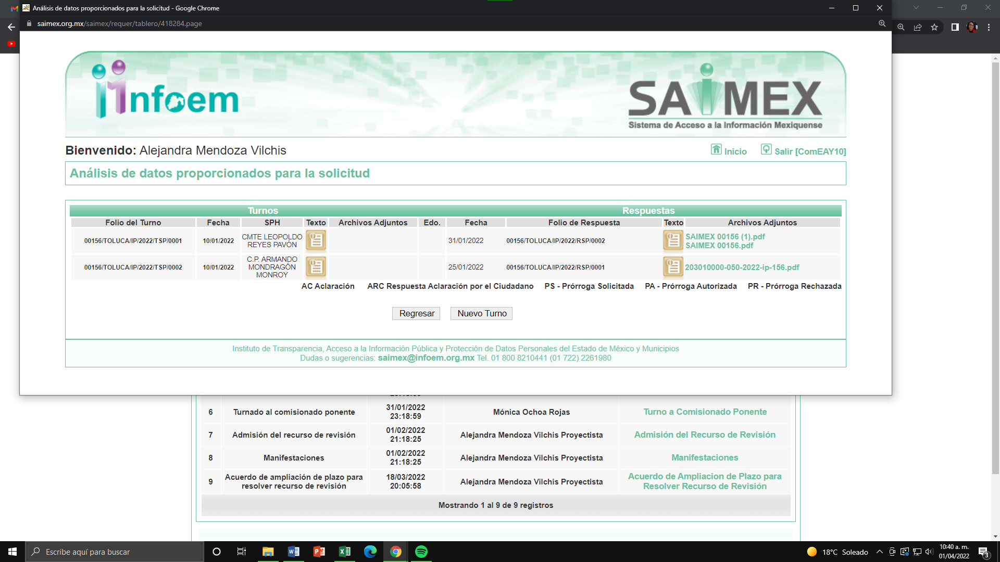 Análisis de datos proporcionados para la solicitud - Google Chrome
saimex.org.mx/saimex/requer/tablero/418284.page
infoem
SAIMEX
Sistema de Acceso a la Información Mexiquense
Bienvenido: Alejandra Mendoza Vilchis
Inicio Salir [ComEAY10]
Análisis de datos proporcionados para la solicitud
Turnos Respuestas
Folio del Turno Fecha SPH Texto Archivos Adjuntos Edo. Fecha Folio de Respuesta Texto Archivos Adjuntos
00156/TOLUCA/IP/2022/TSP/0001 10/01/2022 CMTE LEOPOLDO REYES PAVÓN 31/01/2022 00156/TOLUCA/IP/2022/RSP/0002 SAIMEX 00156 (1).pdf
SAIMEX 00156.pdf
00156/TOLUCA/IP/2022/TSP/0002 10/01/2022 C.P. ARMANDO MONDRAGÓN MONROY 25/01/2022 00156/TOLUCA/IP/2022/RSP/0001 203010000-050-2022-ip-156.pdf
AC Aclaración ARC Respuesta Aclaración por el Ciudadano PS - Prórroga Solicitada PA - Prórroga Autorizada PR - Prórroga Rechazada
Regresar Nuevo Turno
Instituto de Transparencia, Acceso a la Información Pública y Protección de Datos Personales del Estado de México y Municipios
Dudas o sugerencias: saimex@infoem.org.mx Tel. 01 800 8210441 (01 722) 2261980
6 Turnado al comisionado ponente 31/01/2022 23:18:59 Mónica Ochoa Rojas Turno a Comisionado Ponente
7 Admisión del recurso de revisión 01/02/2022 21:18:25 Alejandra Mendoza Vilchis Proyectista Admisión del Recurso de Revisión
8 Manifestaciones 01/02/2022 21:18:25 Alejandra Mendoza Vilchis Proyectista Manifestaciones
9 Acuerdo de ampliación de plazo para resolver recurso de revisión 18/03/2022 20:05:58 Alejandra Mendoza Vilchis Proyectista Acuerdo de Ampliacion de Plazo para Resolver Recurso de Revisión
Mostrando 1 al 9 de 9 registros
Escribe aquí para buscar
18°C Soleado
10:40 a. m.
01/04/2022
3